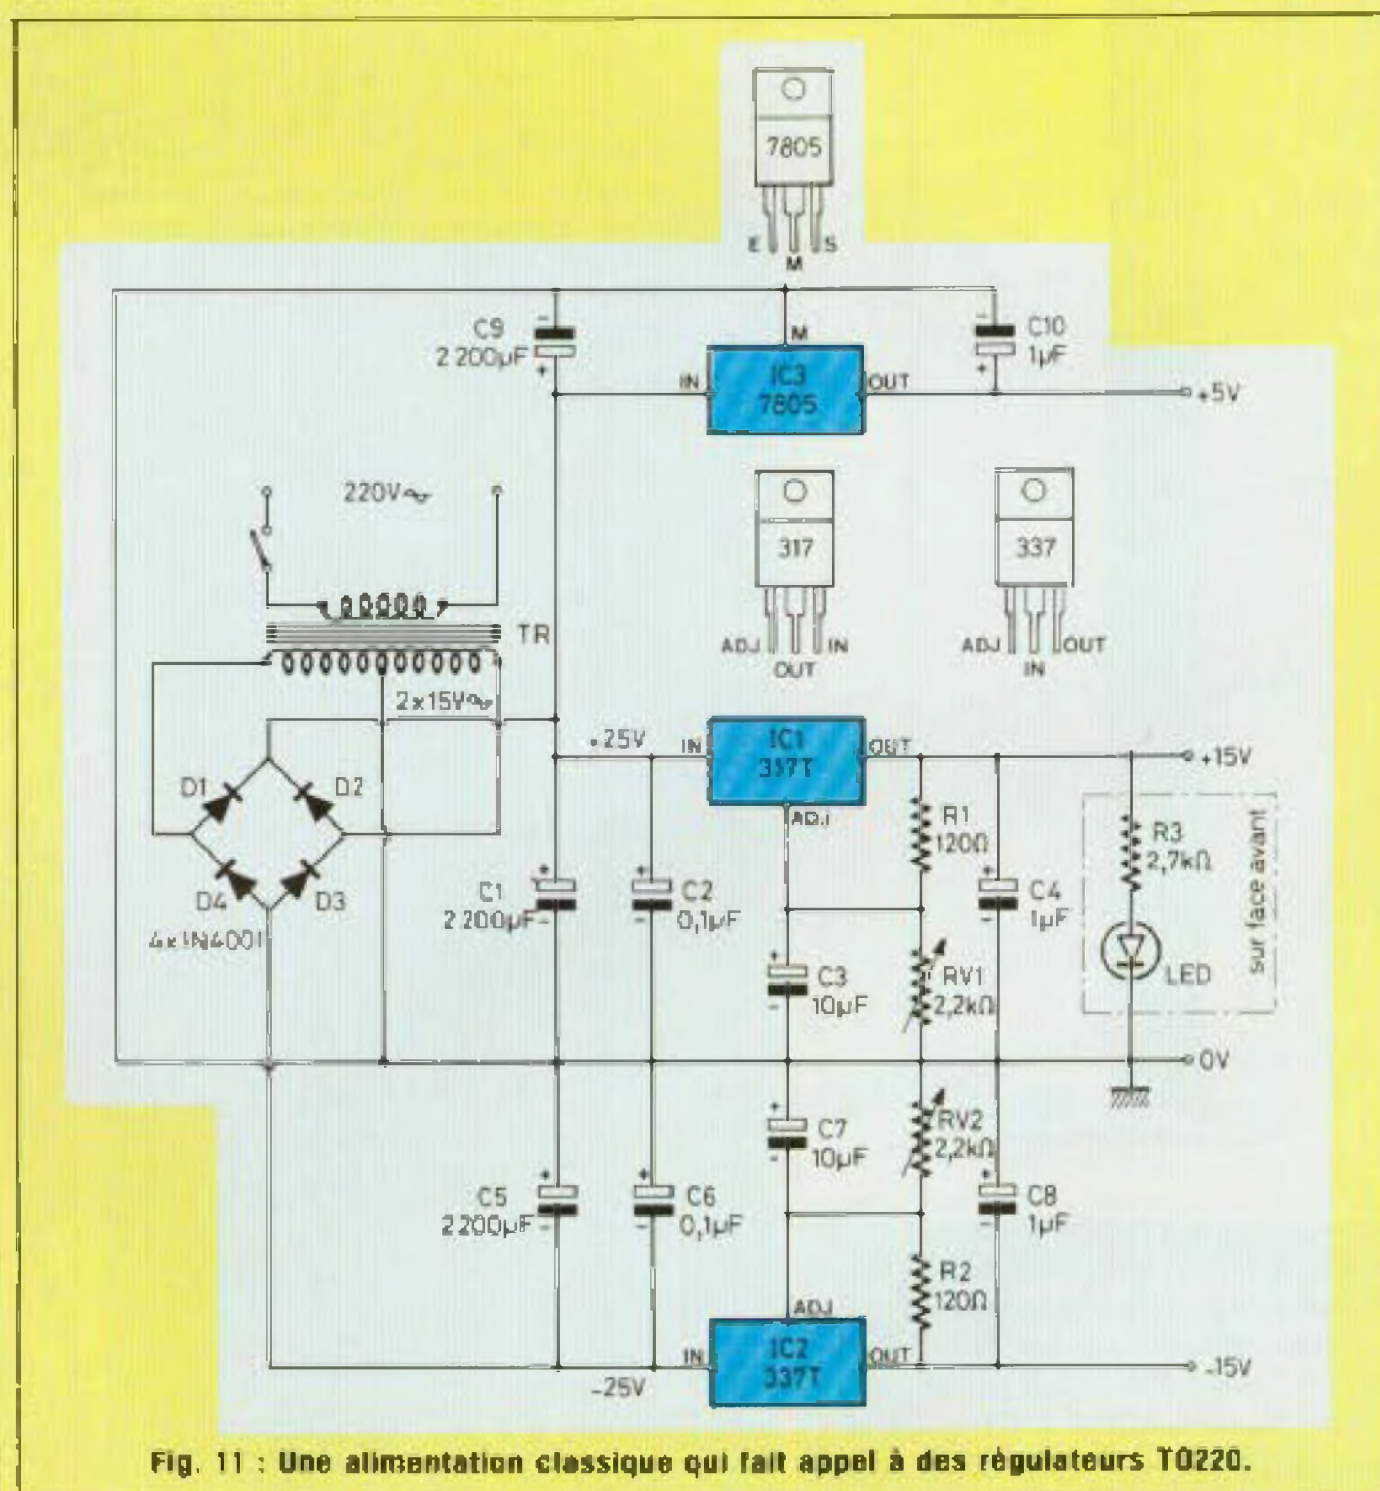 7805
E
S
M
C9
2 200µF
-
+
M
IN
IC3
7805
OUT
-
+
C10
1µF
+5V
220V~
317
337
ADJ
IN
OUT
ADJ
OUT
IN
TR
2x15V~
+25V
IN
IC1
317T
OUT
ADJ
+15V
D1
D2
D4
D3
4x1N4001
R1
120Ω
R3
2,7kΩ
sur face avant
LED
+
C1
2 200µF
-
+
C2
0,1µF
-
+
C4
1µF
-
+
C3
10µF
-
RV1
2,2kΩ
0V
+
C7
10µF
-
RV2
2,2kΩ
+
C5
2 200µF
-
+
C6
0,1µF
-
+
C8
1µF
-
R2
120Ω
ADJ
IN
IC2
337T
OUT
-25V
-15V
Fig. 11 : Une alimentation classique qui fait appel à des régulateurs TO220.